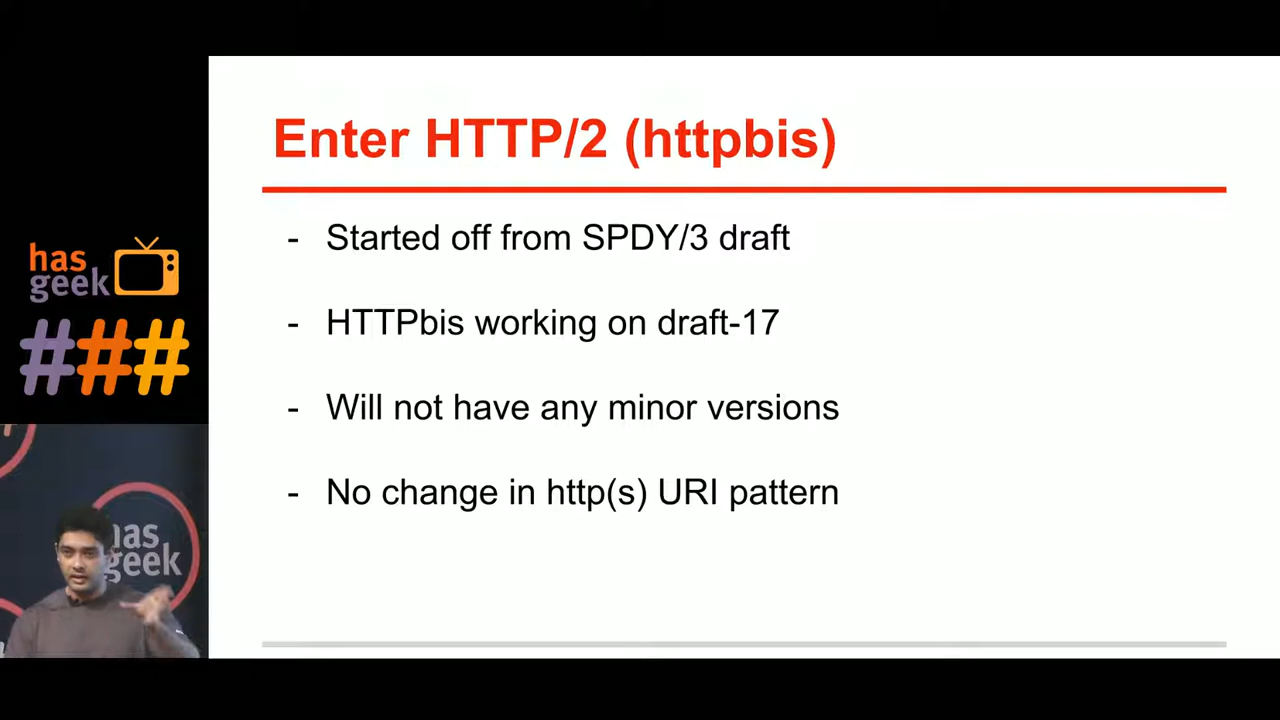 Enter HTTP/2 (httpbis)
- Started off from SPDY/3 draft
- HTTPbis working on draft-17
- Will not have any minor versions
- No change in http(s) URI pattern
has
geek
###
has
geek